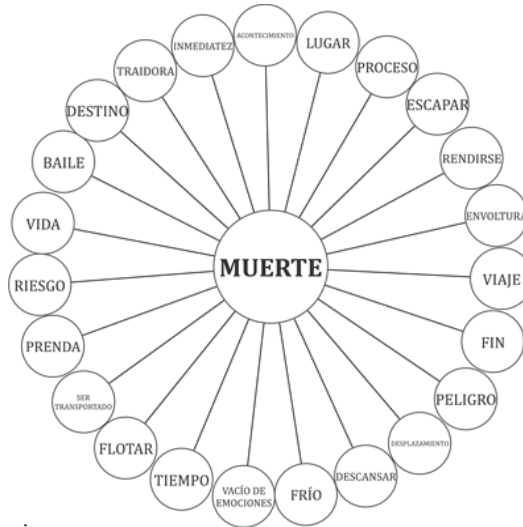 ACONTECIMIENTO
LUGAR
PROCESO
ESCAPAR
RENDIRSE
ENVOLTURA
VIAJE
FIN
PELIGRO
DESPLAZAMIENTO
DESCANSAR
FRÍO
VACÍO DE
EMOCIONES
TIEMPO
FLOTAR
SER
TRANSPORTADO
PRENDA
RIESGO
VIDA
BAILE
DESTINO
TRAIDORA
INMEDIATEZ
MUERTE
.